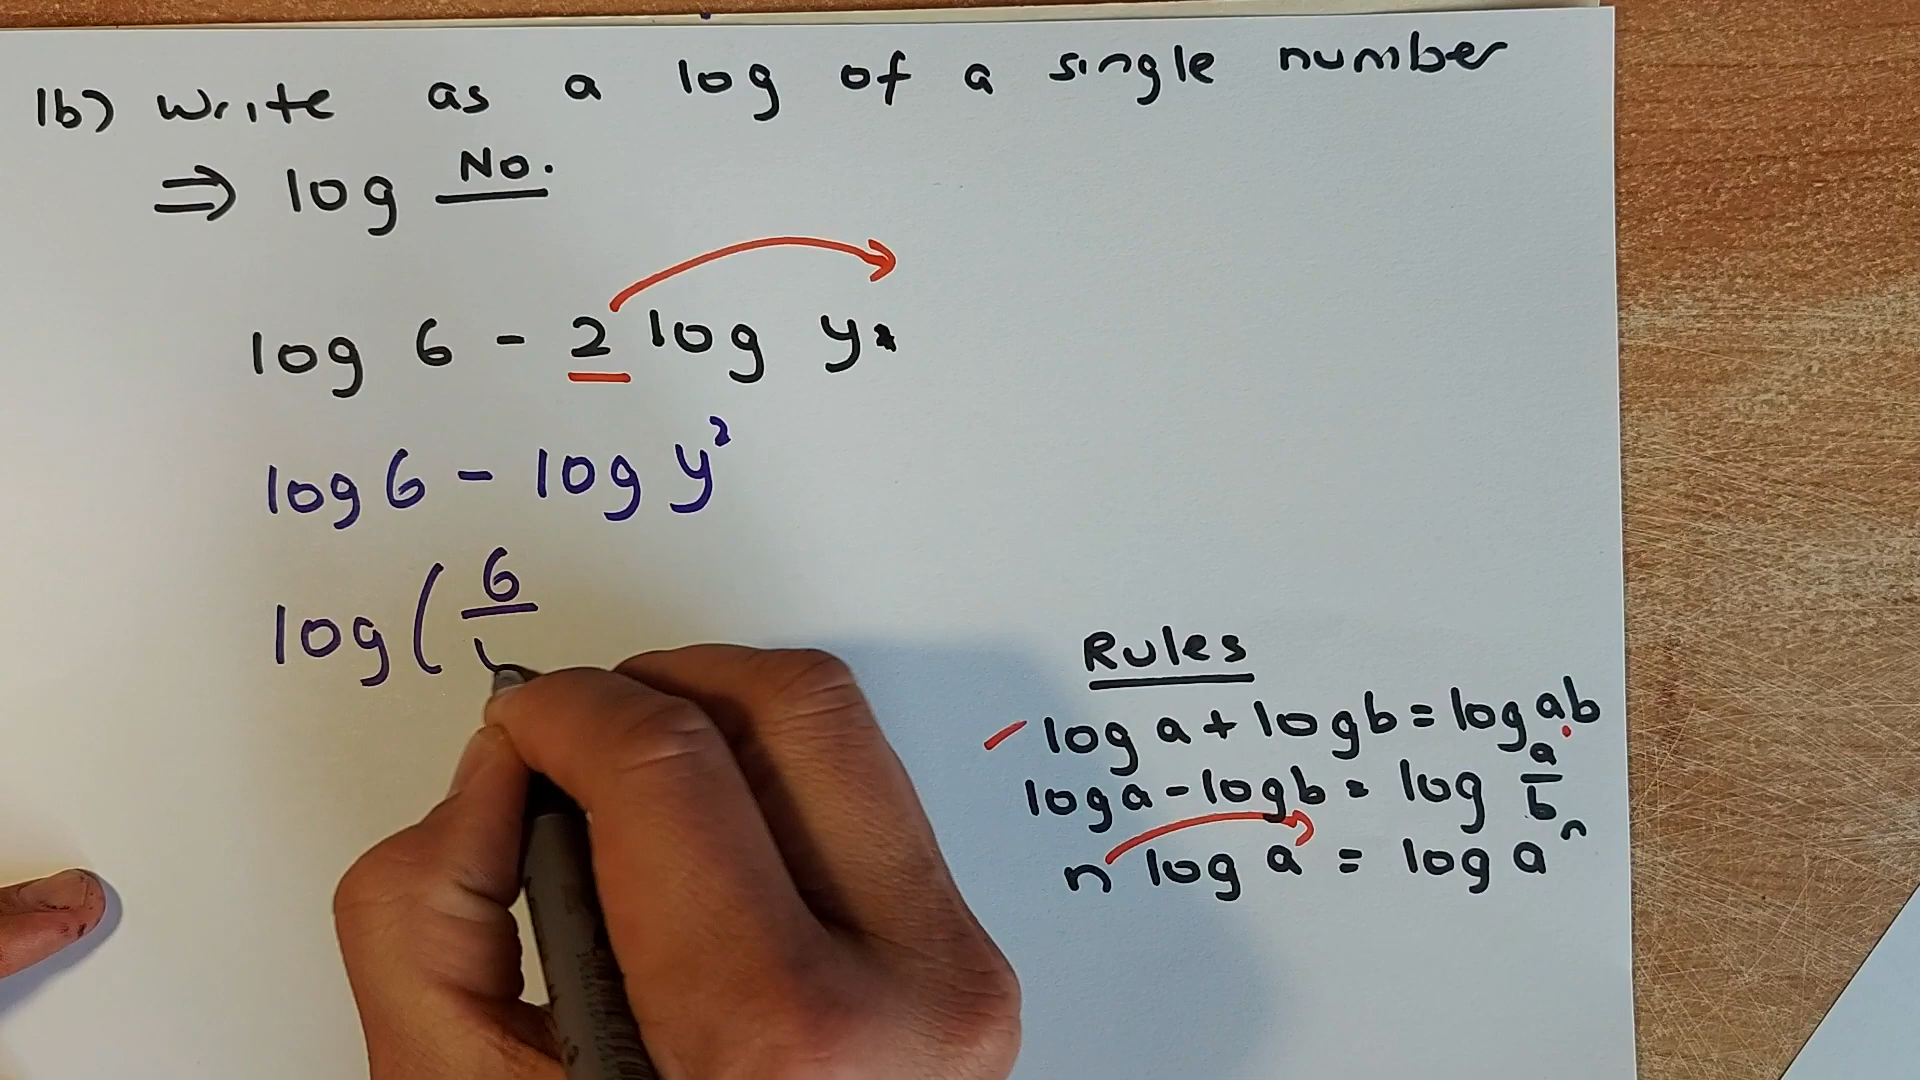 1b) Write as a log of a single number
⇒ log No.
log 6 - 2 log y
log 6 - log y²
log ( 6 /
Rules
log a + log b = log ab
log a - log b = log a/b
n log a = log aⁿ